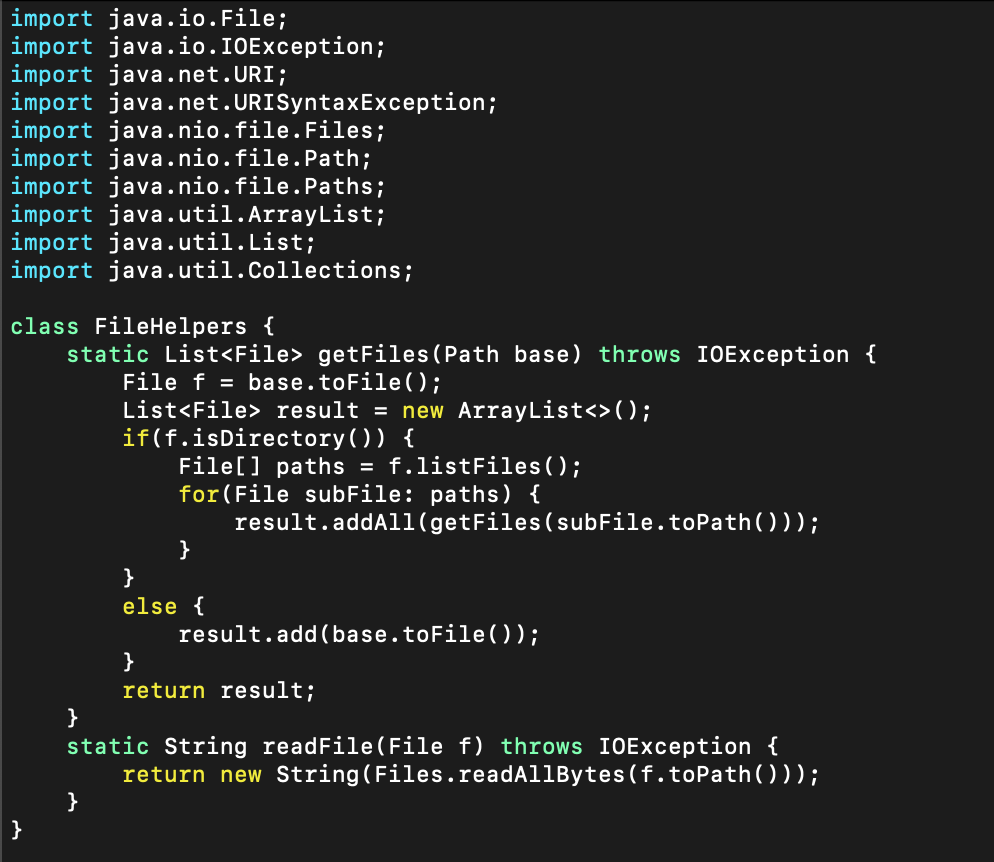 import java.io.File;
import java.io.IOException;
import java.net.URI;
import java.net.URISyntaxException;
import java.nio.file.Files;
import java.nio.file.Path;
import java.nio.file.Paths;
import java.util.ArrayList;
import java.util.List;
import java.util.Collections;

class FileHelpers {
    static List<File> getFiles(Path base) throws IOException {
        File f = base.toFile();
        List<File> result = new ArrayList<>();
        if(f.isDirectory()) {
            File[] paths = f.listFiles();
            for(File subFile: paths) {
                result.addAll(getFiles(subFile.toPath()));
            }
        }
        else {
            result.add(base.toFile());
        }
        return result;
    }
    static String readFile(File f) throws IOException {
        return new String(Files.readAllBytes(f.toPath()));
    }
}